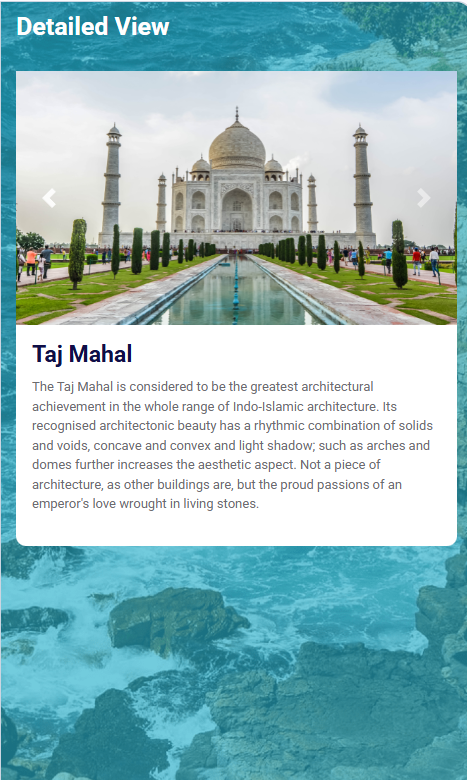 Detailed View
Taj Mahal
The Taj Mahal is considered to be the greatest architectural
achievement in the whole range of Indo-Islamic architecture. Its
recognised architectonic beauty has a rhythmic combination of solids
and voids, concave and convex and light shadow; such as arches and
domes further increases the aesthetic aspect. Not a piece of
architecture, as other buildings are, but the proud passions of an
emperor's love wrought in living stones.